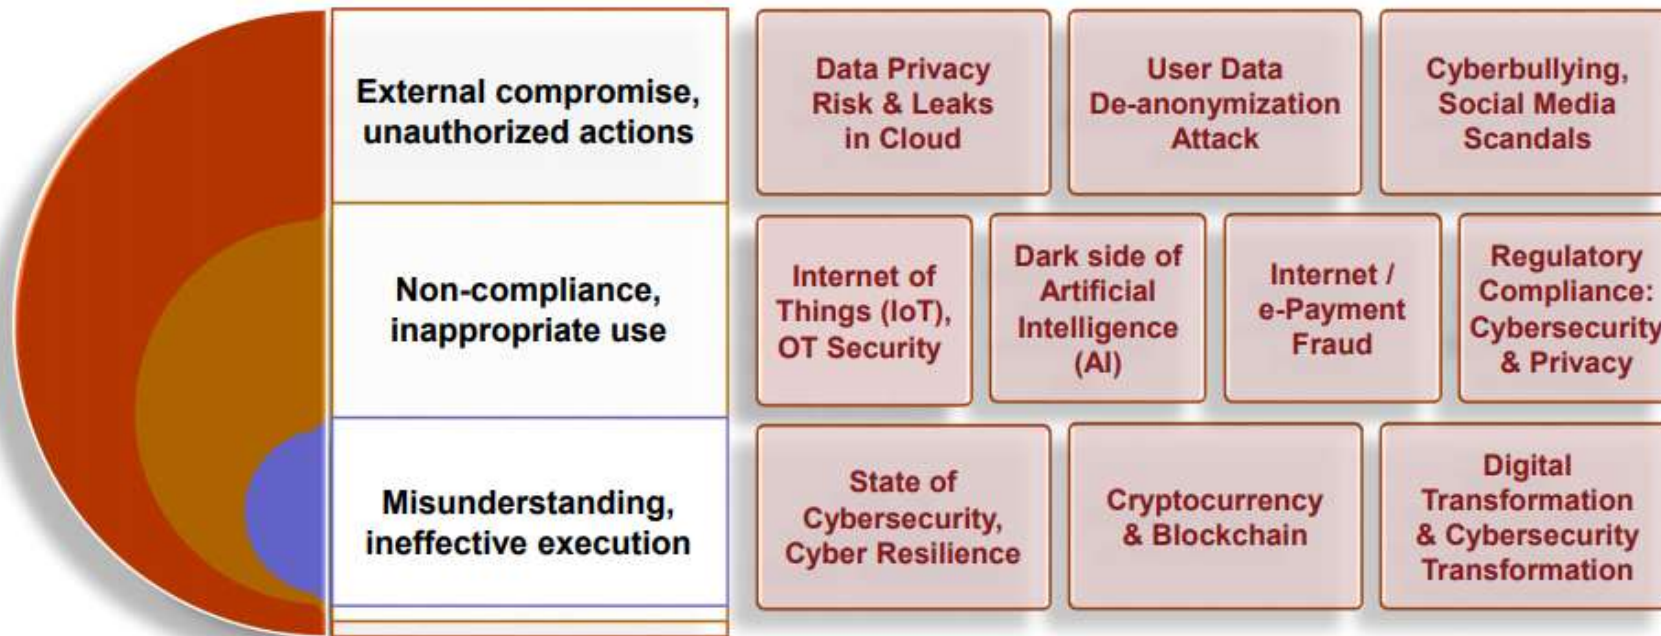 External compromise,
unauthorized actions
Data Privacy
Risk & Leaks
in Cloud
User Data
De-anonymization
Attack
Cyberbullying,
Social Media
Scandals
Non-compliance,
inappropriate use
Internet of
Things (IoT),
OT Security
Dark side of
Artificial
Intelligence
(AI)
Internet /
e-Payment
Fraud
Regulatory
Compliance:
Cybersecurity
& Privacy
Misunderstanding,
ineffective execution
State of
Cybersecurity,
Cyber Resilience
Cryptocurrency
& Blockchain
Digital
Transformation
& Cybersecurity
Transformation